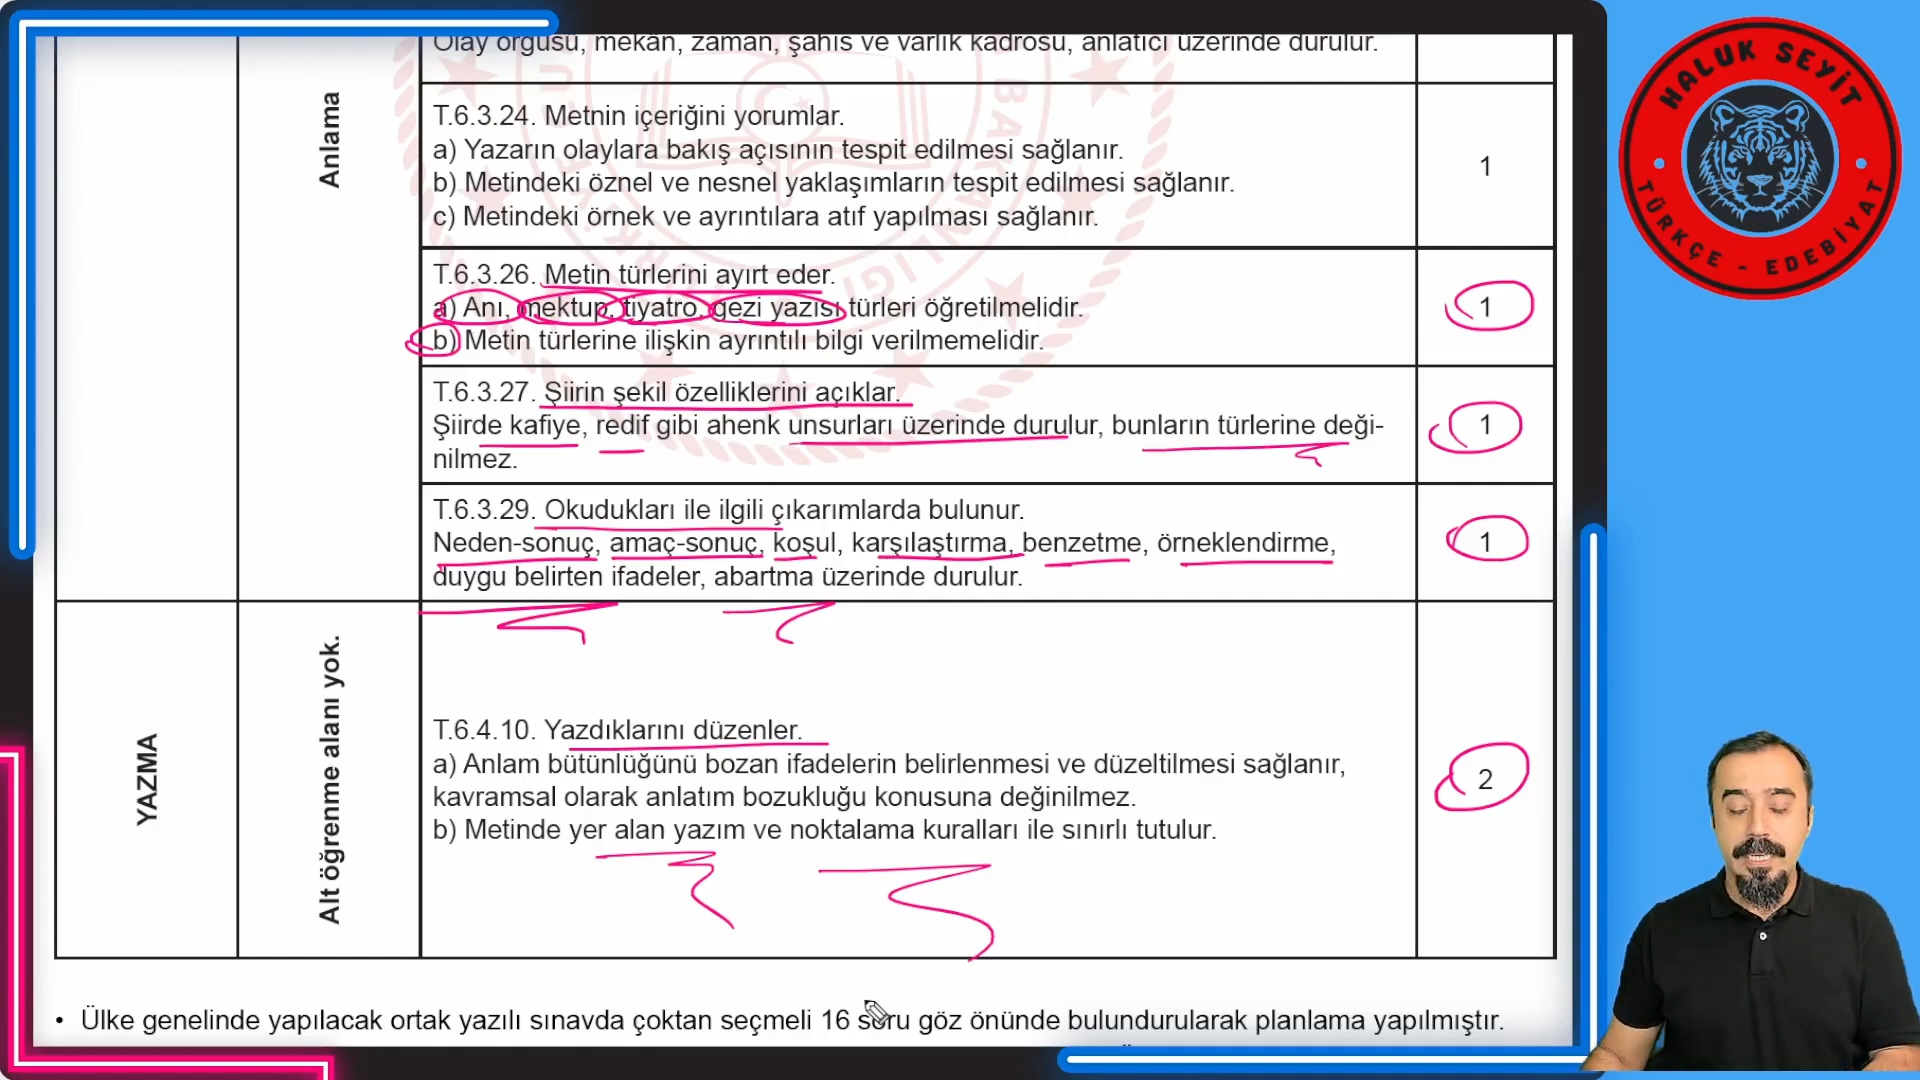 Olay örgüsü, mekân, zaman, şahıs ve varlık kadrosu, anlatıcı üzerinde durulur.
Anlama
T.6.3.24. Metnin içeriğini yorumlar.
a) Yazarın olaylara bakış açısının tespit edilmesi sağlanır.
b) Metindeki öznel ve nesnel yaklaşımların tespit edilmesi sağlanır.
c) Metindeki örnek ve ayrıntılara atıf yapılması sağlanır.
1
T.6.3.26. Metin türlerini ayırt eder.
a) Anı, mektup, tiyatro, gezi yazısı türleri öğretilmelidir.
b) Metin türlerine ilişkin ayrıntılı bilgi verilmemelidir.
1
T.6.3.27. Şiirin şekil özelliklerini açıklar.
Şiirde kafiye, redif gibi ahenk unsurları üzerinde durulur, bunların türlerine deği-
nilmez.
1
T.6.3.29. Okudukları ile ilgili çıkarımlarda bulunur.
Neden-sonuç, amaç-sonuç, koşul, karşılaştırma, benzetme, örneklendirme,
duygu belirten ifadeler, abartma üzerinde durulur.
1
YAZMA
Alt öğrenme alanı yok.
T.6.4.10. Yazdıklarını düzenler.
a) Anlam bütünlüğünü bozan ifadelerin belirlenmesi ve düzeltilmesi sağlanır,
kavramsal olarak anlatım bozukluğu konusuna değinilmez.
b) Metinde yer alan yazım ve noktalama kuralları ile sınırlı tutulur.
2
• Ülke genelinde yapılacak ortak yazılı sınavda çoktan seçmeli 16 soru göz önünde bulundurularak planlama yapılmıştır.
HALUK SEYİT
TÜRKÇE - EDEBİYAT